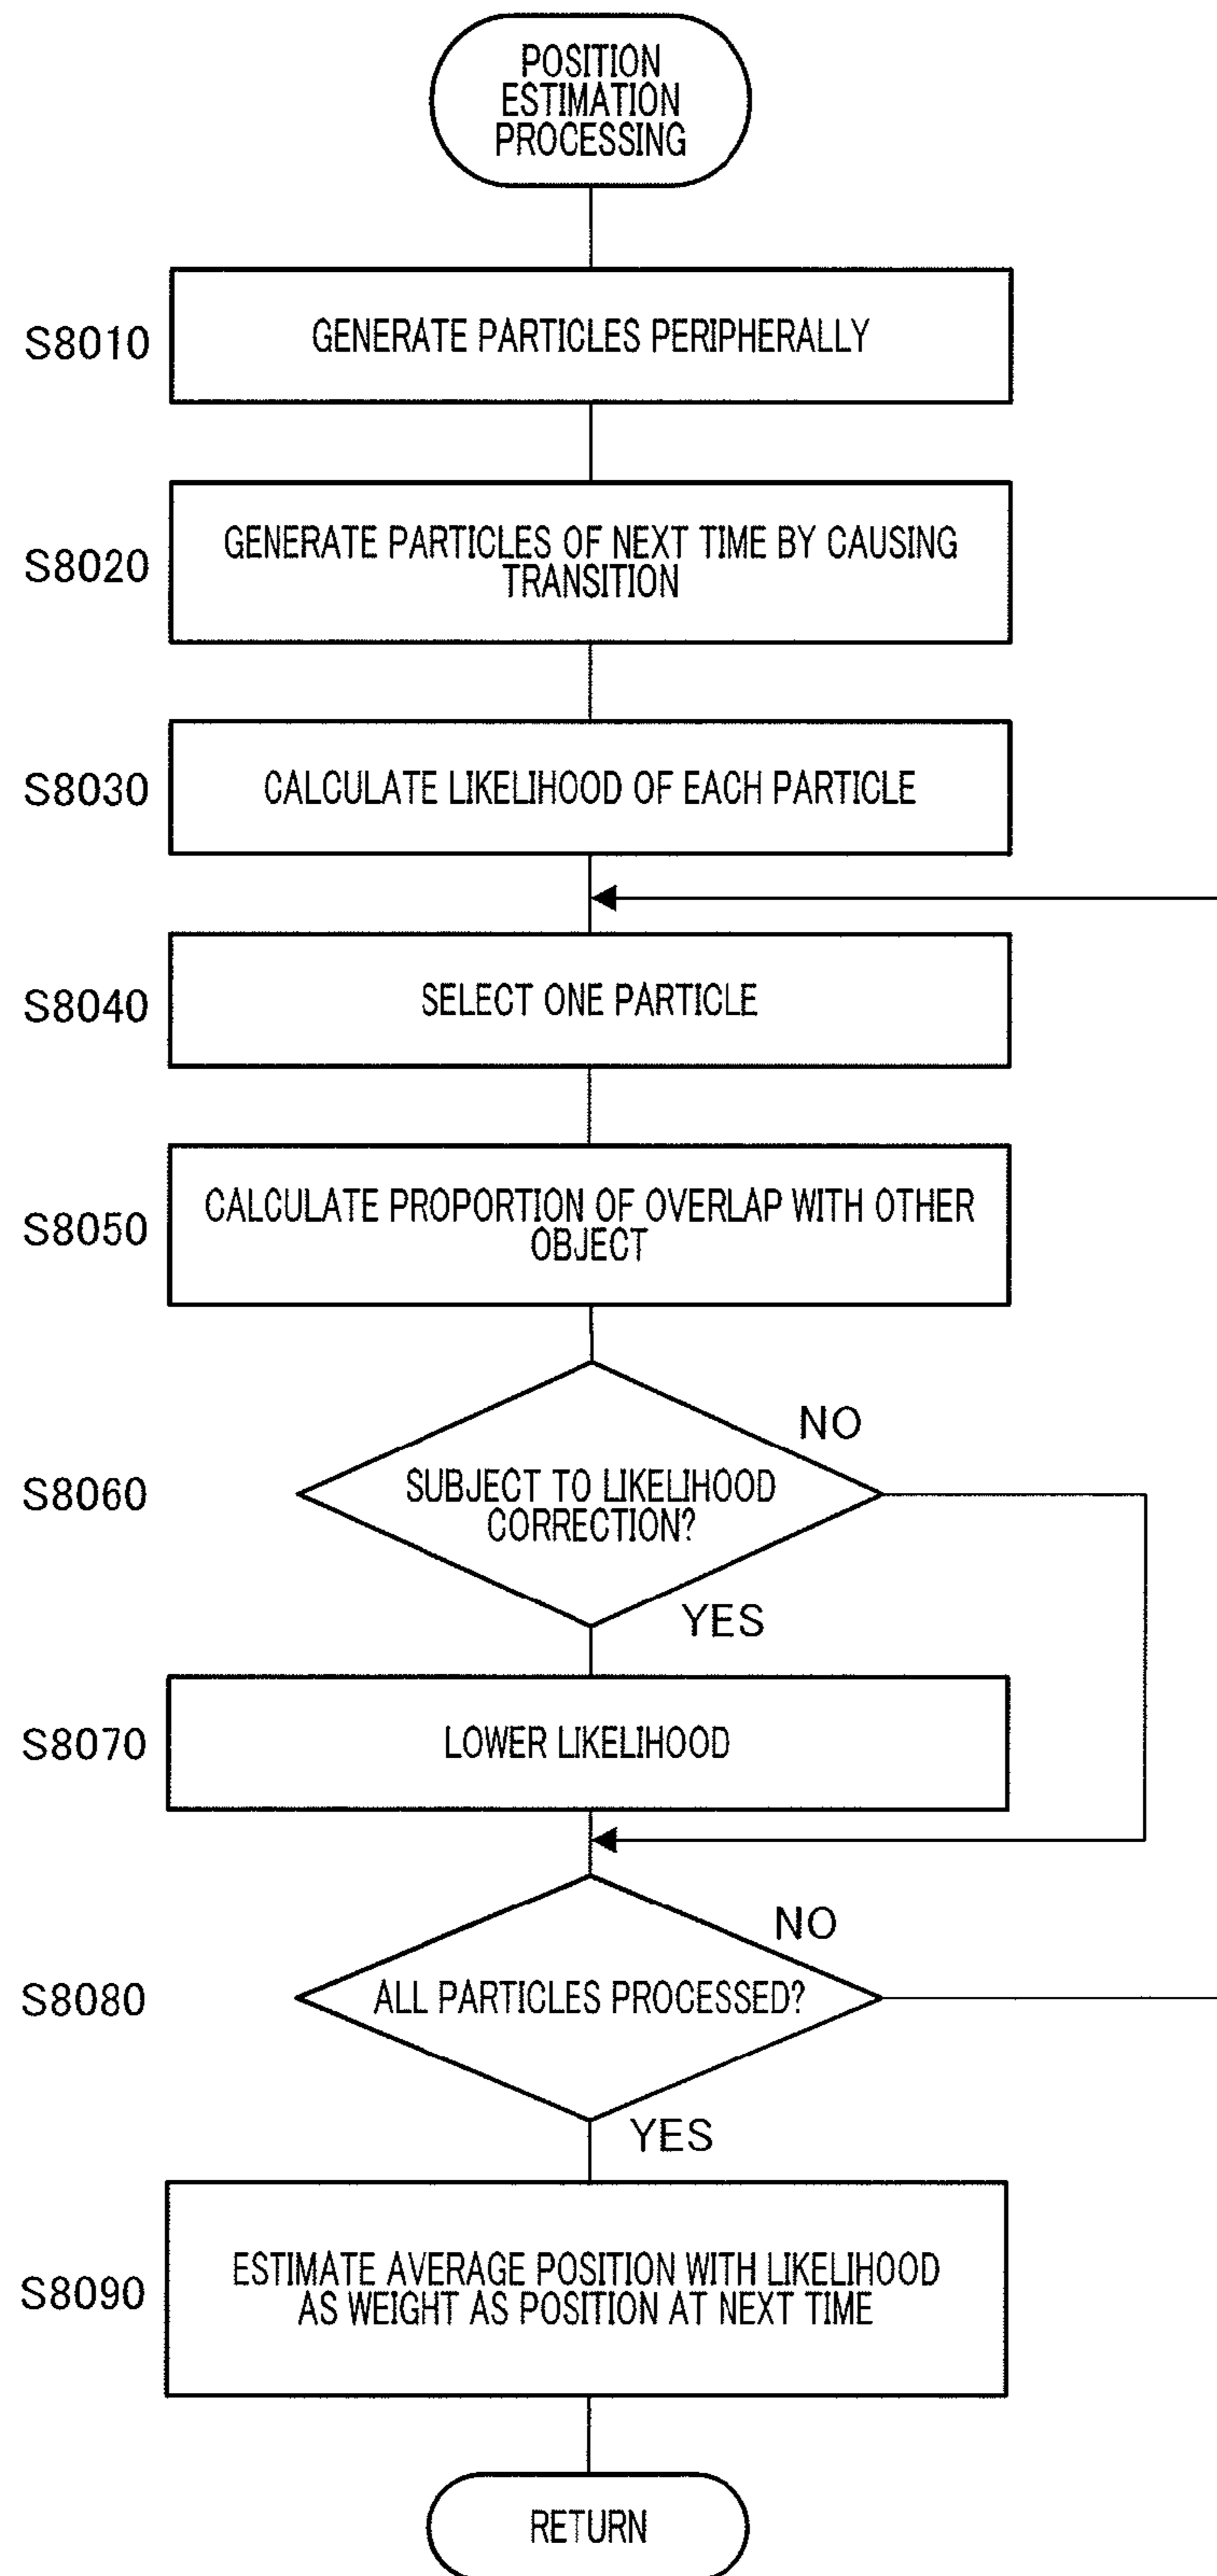 POSITION
ESTIMATION
PROCESSING
S8010
GENERATE PARTICLES PERIPHERALLY
S8020
GENERATE PARTICLES OF NEXT TIME BY CAUSING
TRANSITION
S8030
CALCULATE LIKELIHOOD OF EACH PARTICLE
S8040
SELECT ONE PARTICLE
S8050
CALCULATE PROPORTION OF OVERLAP WITH OTHER
OBJECT
S8060
SUBJECT TO LIKELIHOOD
CORRECTION?
NO
YES
S8070
LOWER LIKELIHOOD
S8080
ALL PARTICLES PROCESSED?
NO
YES
S8090
ESTIMATE AVERAGE POSITION WITH LIKELIHOOD
AS WEIGHT AS POSITION AT NEXT TIME
RETURN